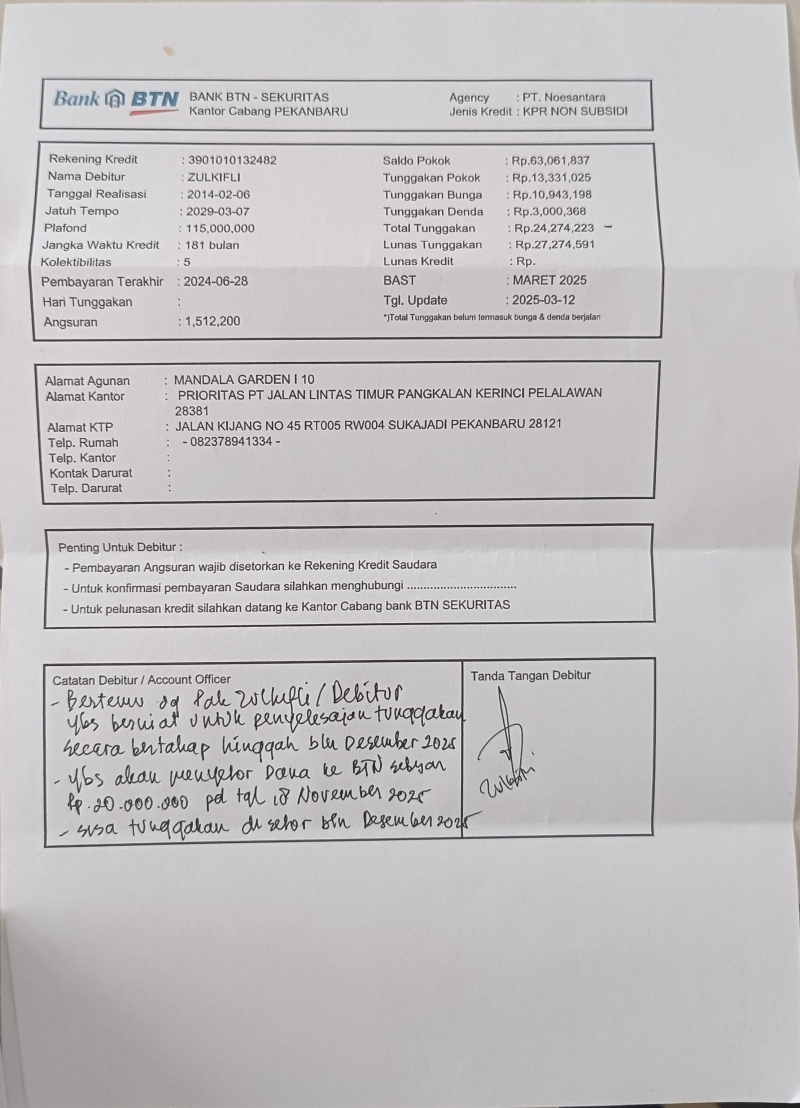 Bank BTN BANK BTN - SEKURITAS
Kantor Cabang PEKANBARU
Agency : PT. Noesantara
Jenis Kredit : KPR NON SUBSIDI
Rekening Kredit : 3901010132482
Nama Debitur : ZULKIFLI
Tanggal Realisasi : 2014-02-06
Jatuh Tempo : 2029-03-07
Plafond : 115,000,000
Jangka Waktu Kredit : 181 bulan
Kolektibilitas : 5
Pembayaran Terakhir : 2024-06-28
Hari Tunggakan :
Angsuran : 1,512,200
Saldo Pokok : Rp.63,061,837
Tunggakan Pokok : Rp.13,331,025
Tunggakan Bunga : Rp.10,943,198
Tunggakan Denda : Rp.3,000,368
Total Tunggakan : Rp.24,274,223 -
Lunas Tunggakan : Rp.27,274,591
Lunas Kredit : Rp.
BAST : MARET 2025
Tgl. Update : 2025-03-12
*)Total Tunggakan belum termasuk bunga & denda berjalan
Alamat Agunan : MANDALA GARDEN I 10
Alamat Kantor : PRIORITAS PT JALAN LINTAS TIMUR PANGKALAN KERINCI PELALAWAN
28381
Alamat KTP : JALAN KIJANG NO 45 RT005 RW004 SUKAJADI PEKANBARU 28121
Telp. Rumah : - 082378941334 -
Telp. Kantor :
Kontak Darurat :
Telp. Darurat :
Penting Untuk Debitur :
- Pembayaran Angsuran wajib disetorkan ke Rekening Kredit Saudara
- Untuk konfirmasi pembayaran Saudara silahkan menghubungi ................................
- Untuk pelunasan kredit silahkan datang ke Kantor Cabang bank BTN SEKURITAS
Catatan Debitur / Account Officer
- Bertemu dg Pak Zulkifli / Debitur
ybs berniat untuk penyelesaian tunggakan
secara bertahap hinggah bln Desember 2025
- ybs akan menyetor Dana ke BTN sebesar
Rp.20.000.000 pd tgl 18 November 2025
- sisa tunggakan di setor bln Desember 2025
Tanda Tangan Debitur
Zulkifli